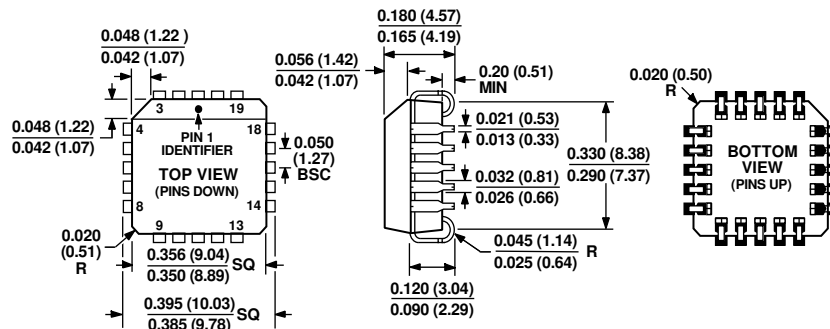 0.048 (1.22 )
0.042 (1.07)
0.048 (1.22)
0.042 (1.07)
3
19
4
18
PIN 1
IDENTIFIER
TOP VIEW
(PINS DOWN)
8
14
9
13
0.050
(1.27)
BSC
0.020
(0.51)
R
0.356 (9.04)
0.350 (8.89)
SQ
0.395 (10.03)
0.385 (9.78)
SQ
0.180 (4.57)
0.165 (4.19)
0.056 (1.42)
0.042 (1.07)
0.20 (0.51)
MIN
0.021 (0.53)
0.013 (0.33)
0.032 (0.81)
0.026 (0.66)
0.330 (8.38)
0.290 (7.37)
0.045 (1.14)
0.025 (0.64)
R
0.120 (3.04)
0.090 (2.29)
0.020 (0.50)
R
BOTTOM
VIEW
(PINS UP)